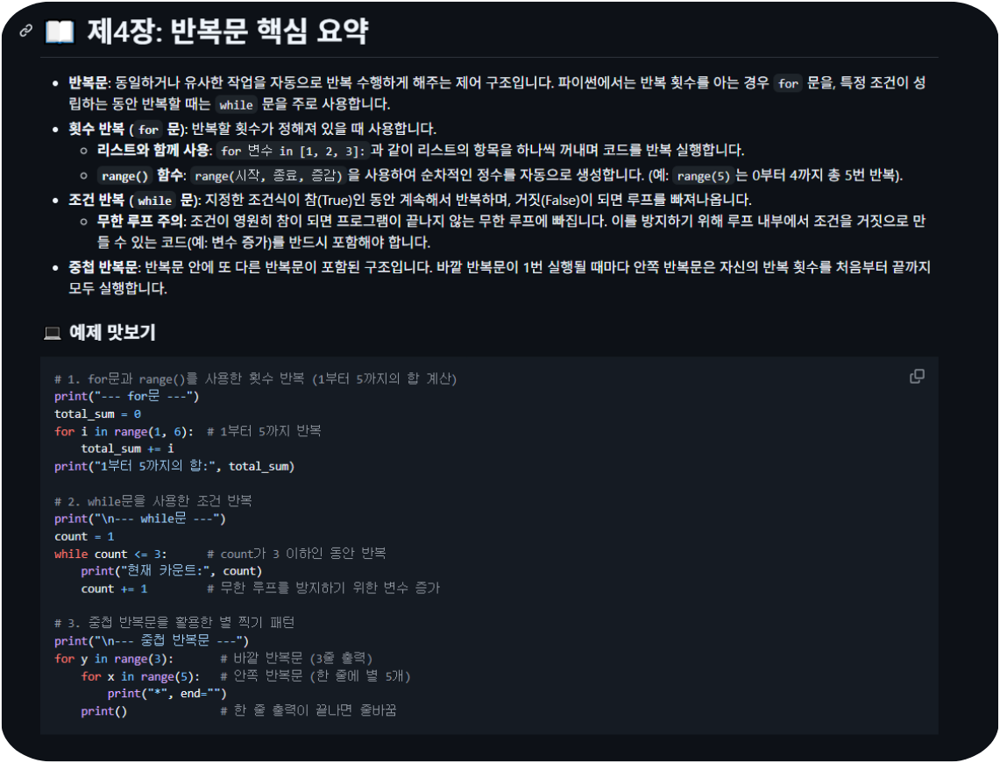 제4장: 반복문 핵심 요약
반복문: 동일하거나 유사한 작업을 자동으로 반복 수행하게 해주는 제어 구조입니다. 파이썬에서는 반복 횟수를 아는 경우 for 문을, 특정 조건이 성
립하는 동안 반복할 때는 while 문을 주로 사용합니다.
횟수 반복 ( for 문): 반복할 횟수가 정해져 있을 때 사용합니다.
리스트와 함께 사용: for 변수 in [1, 2, 3]: 과 같이 리스트의 항목을 하나씩 꺼내며 코드를 반복 실행합니다.
range() 함수: range(시작, 종료, 증감) 을 사용하여 순차적인 정수를 자동으로 생성합니다. (예: range(5) 는 0부터 4까지 총 5번 반복).
조건 반복 ( while 문): 지정한 조건식이 참(True)인 동안 계속해서 반복하며, 거짓(False)이 되면 루프를 빠져나옵니다.
무한 루프 주의: 조건이 영원히 참이 되면 프로그램이 끝나지 않는 무한 루프에 빠집니다. 이를 방지하기 위해 루프 내부에서 조건을 거짓으로 만
들 수 있는 코드(예: 변수 증가)를 반드시 포함해야 합니다.
중첩 반복문: 반복문 안에 또 다른 반복문이 포함된 구조입니다. 바깥 반복문이 1번 실행될 때마다 안쪽 반복문은 자신의 반복 횟수를 처음부터 끝까지
모두 실행합니다.
예제 맛보기
# 1. for문과 range()를 사용한 횟수 반복 (1부터 5까지의 합 계산)
print("--- for문 ---")
total_sum = 0
for i in range(1, 6):  # 1부터 5까지 반복
    total_sum += i
print("1부터 5까지의 합:", total_sum)
# 2. while문을 사용한 조건 반복
print("\n--- while문 ---")
count = 1
while count <= 3:      # count가 3 이하인 동안 반복
    print("현재 카운트:", count)
    count += 1         # 무한 루프를 방지하기 위한 변수 증가
# 3. 중첩 반복문을 활용한 별 찍기 패턴
print("\n--- 중첩 반복문 ---")
for y in range(3):       # 바깥 반복문 (3줄 출력)
    for x in range(5):   # 안쪽 반복문 (한 줄에 별 5개)
        print("*", end="")
    print()              # 한 줄 출력이 끝나면 줄바꿈